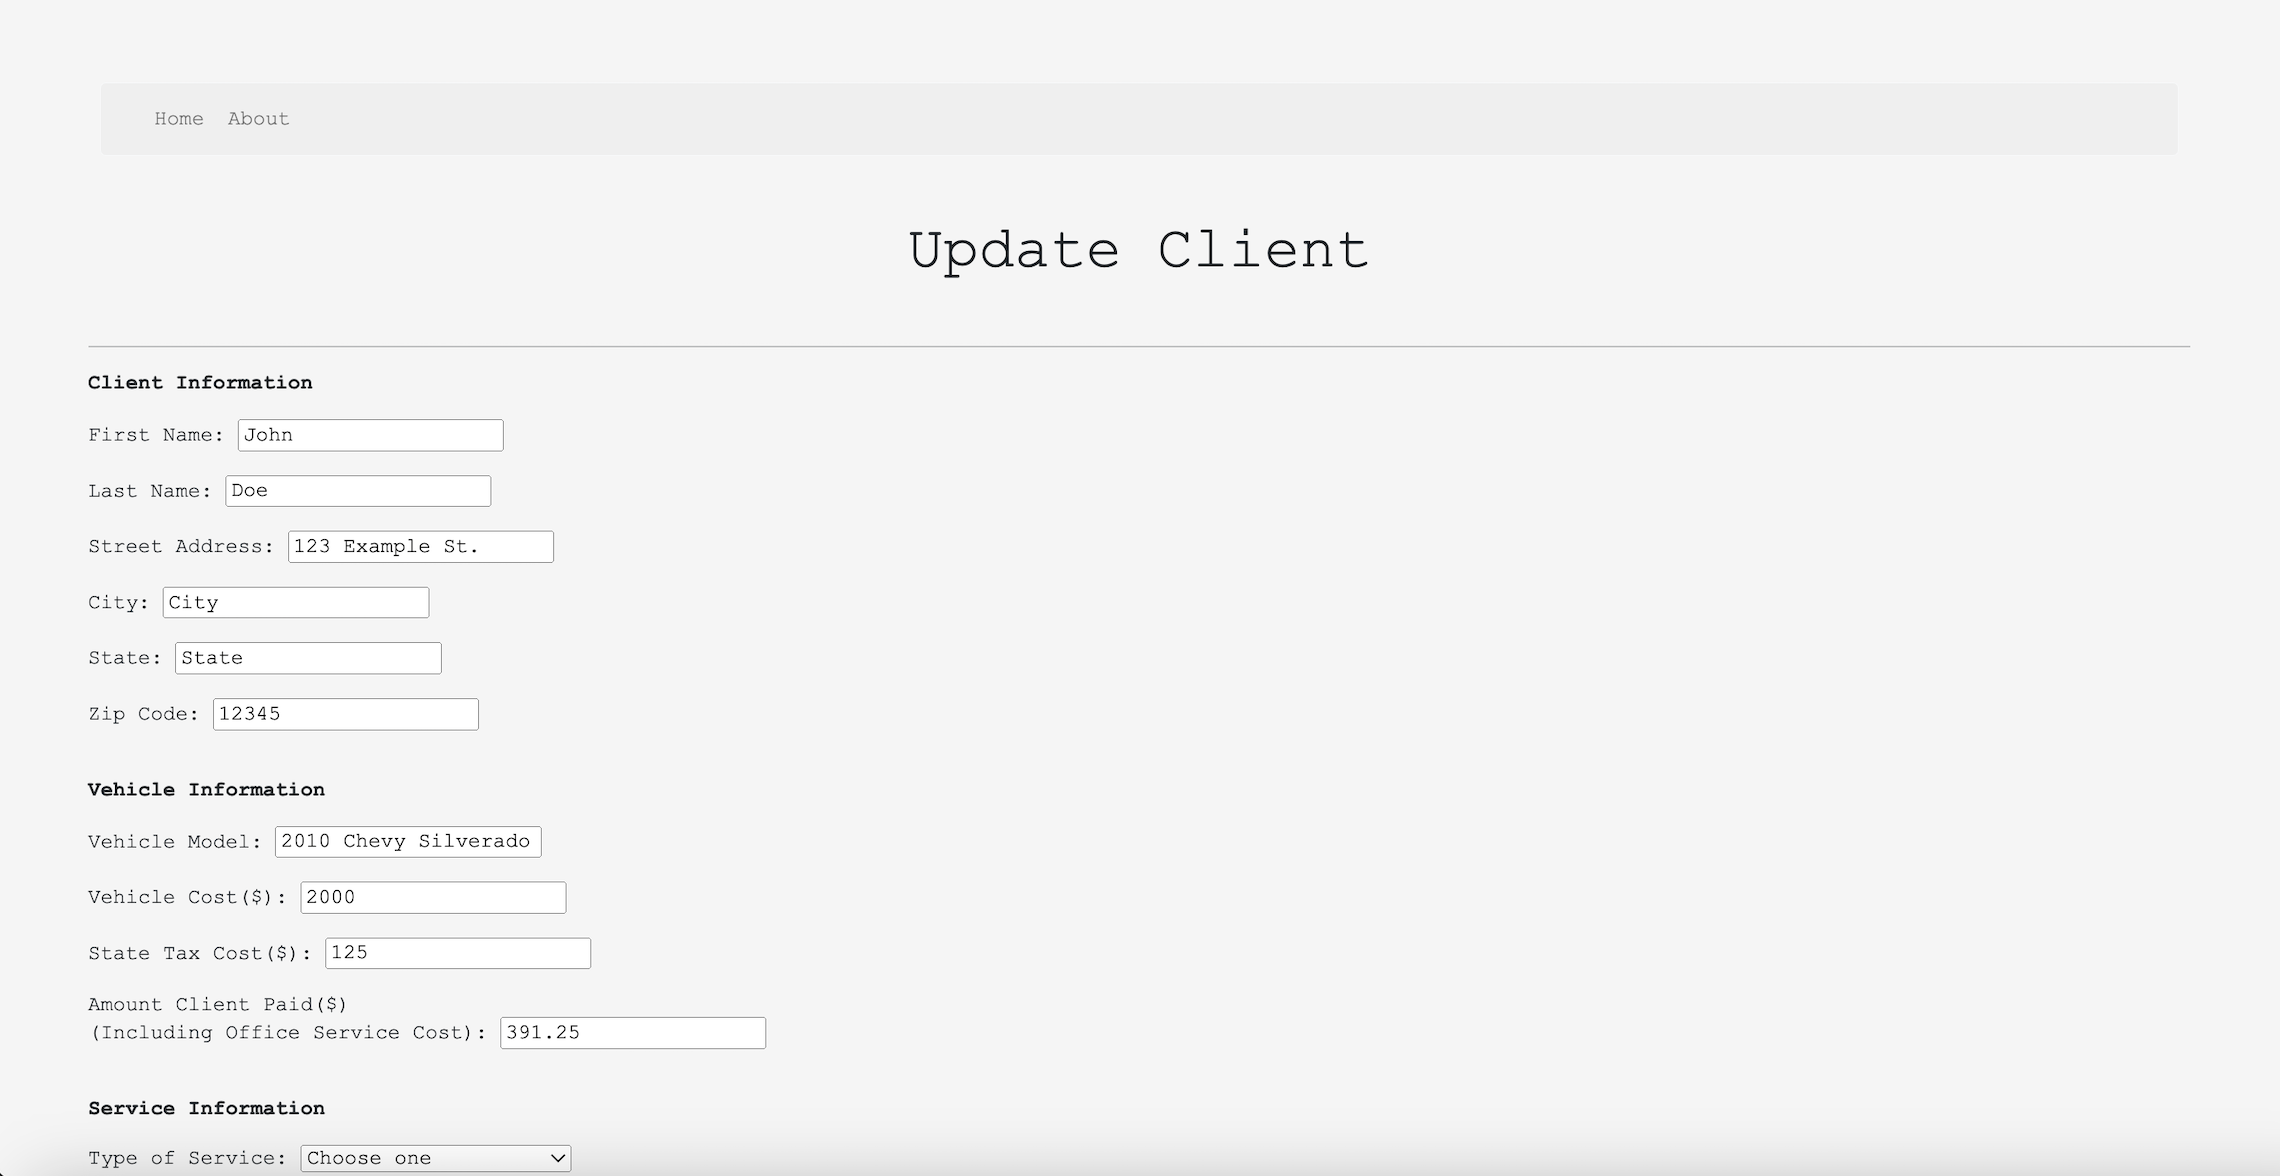 Home About
Update Client
Client Information
First Name: John
Last Name: Doe
Street Address: 123 Example St.
City: City
State: State
Zip Code: 12345
Vehicle Information
Vehicle Model: 2010 Chevy Silverado
Vehicle Cost($): 2000
State Tax Cost($): 125
Amount Client Paid($)
(Including Office Service Cost): 391.25
Service Information
Type of Service: Choose one